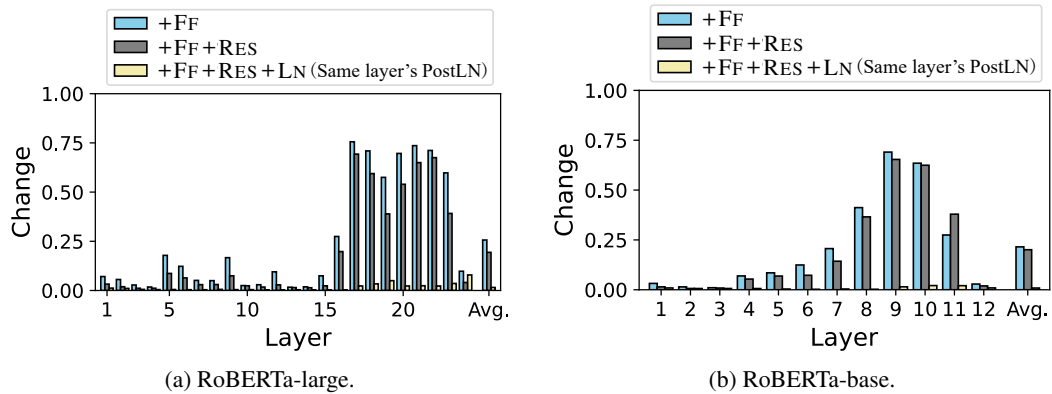 +FF
+FF+RES
+FF+RES+LN (Same layer's PostLN)
1.00
0.75
0.50
0.25
0.00
Change
1 5 10 15 20 Avg.
Layer
(a) RoBERTa-large.
+FF
+FF+RES
+FF+RES+LN (Same layer's PostLN)
1.00
0.75
0.50
0.25
0.00
Change
1 2 3 4 5 6 7 8 9 10 11 12 Avg.
Layer
(b) RoBERTa-base.